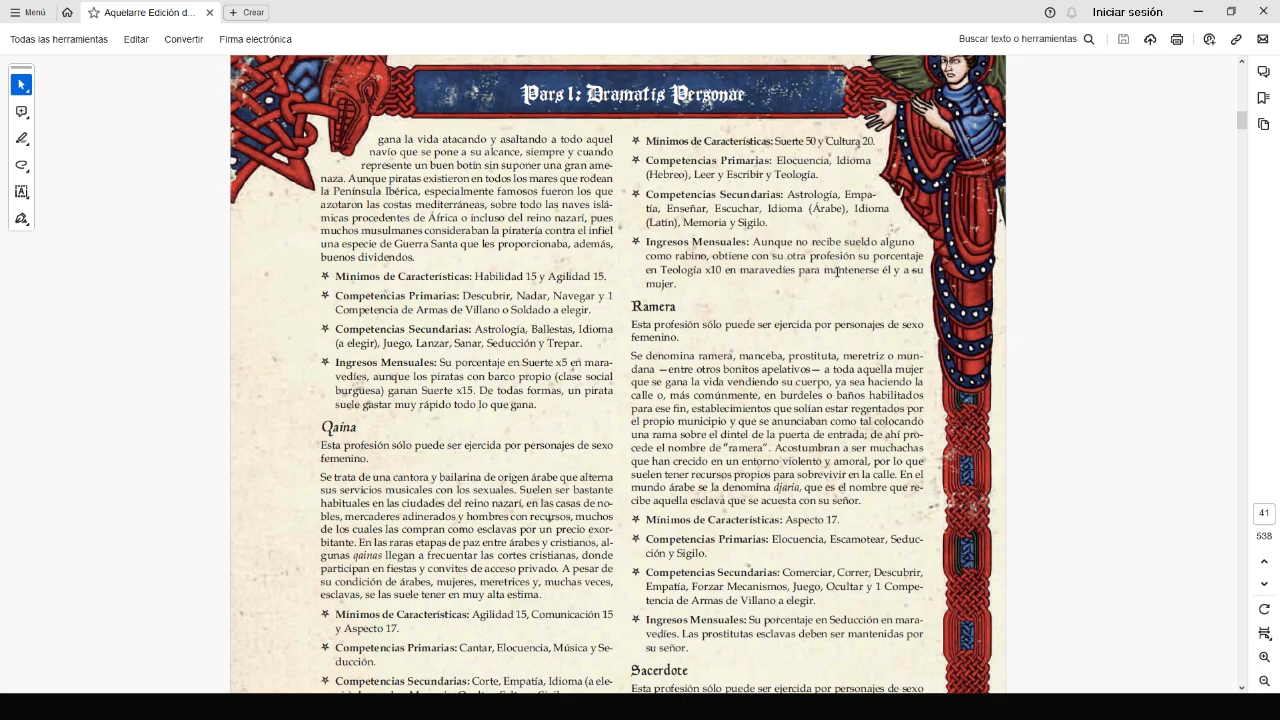 Menú
Aquelarre Edición d...
Crear
Iniciar sesión
Todas las herramientas
Editar
Convertir
Firma electrónica
Buscar texto o herramientas
Pars I: Dramatis Personae
gana la vida atacando y asaltando a todo aquel
navío que se pone a su alcance, siempre y cuando
represente un buen botín sin suponer una gran ame-
naza. Aunque piratas existieron en todos los mares que rodean
la Península Ibérica, especialmente famosos fueron los que
azotaron las costas mediterráneas, sobre todo las naves islá-
micas procedentes de África o incluso del reino nazarí, pues
muchos musulmanes consideraban la piratería contra el infiel
una especie de Guerra Santa que les proporcionaba, además,
buenos dividendos.
Mínimos de Características: Habilidad 15 y Agilidad 15.
Competencias Primarias: Descubrir, Nadar, Navegar y 1
Competencia de Armas de Villano o Soldado a elegir.
Competencias Secundarias: Astrología, Ballestas, Idioma
(a elegir), Juego, Lanzar, Sanar, Seducción y Trepar.
Ingresos Mensuales: Su porcentaje en Suerte x5 en mara-
vedíes, aunque los piratas con barco propio (clase social
burguesa) ganan Suerte x15. De todas formas, un pirata
suele gastar muy rápido todo lo que gana.
Qaina
Esta profesión sólo puede ser ejercida por personajes de sexo
femenino.
Se trata de una cantora y bailarina de origen árabe que alterna
sus servicios musicales con los sexuales. Suelen ser bastante
habituales en las ciudades del reino nazarí, en las casas de no-
bles, mercaderes adinerados y hombres con recursos, muchos
de los cuales las compran como esclavas por un precio exor-
bitante. En las raras etapas de paz entre árabes y cristianos, al-
gunas qainas llegan a frecuentar las cortes cristianas, donde
participan en fiestas y convites de acceso privado. A pesar de
su condición de árabes, mujeres, meretrices y, muchas veces,
esclavas, se las suele tener en muy alta estima.
Mínimos de Características: Agilidad 15, Comunicación 15
y Aspecto 17.
Competencias Primarias: Cantar, Elocuencia, Música y Se-
ducción.
Competencias Secundarias: Corte, Empatía, Idioma (a ele-
Mínimos de Características: Suerte 50 y Cultura 20.
Competencias Primarias: Elocuencia, Idioma
(Hebreo), Leer y Escribir y Teología.
Competencias Secundarias: Astrología, Empa-
tía, Enseñar, Escuchar, Idioma (Árabe), Idioma
(Latín), Memoria y Sigilo.
Ingresos Mensuales: Aunque no recibe sueldo alguno
como rabino, obtiene con su otra profesión su porcentaje
en Teología x10 en maravedíes para mantenerse él y a su
mujer.
Ramera
Esta profesión sólo puede ser ejercida por personajes de sexo
femenino.
Se denomina ramera, manceba, prostituta, meretriz o mun-
dana —entre otros bonitos apelativos— a toda aquella mujer
que se gana la vida vendiendo su cuerpo, ya sea haciendo la
calle o, más comúnmente, en burdeles o baños habilitados
para ese fin, establecimientos que solían estar regentados por
el propio municipio y que se anunciaban como tal colocando
una rama sobre el dintel de la puerta de entrada; de ahí pro-
cede el nombre de "ramera". Acostumbran a ser muchachas
que han crecido en un entorno violento y amoral, por lo que
suelen tener recursos propios para sobrevivir en la calle. En el
mundo árabe se la denomina djaria, que es el nombre que re-
cibe aquella esclava que se acuesta con su señor.
Mínimos de Características: Aspecto 17.
Competencias Primarias: Elocuencia, Escamotear, Seduc-
ción y Sigilo.
Competencias Secundarias: Comerciar, Correr, Descubrir,
Empatía, Forzar Mecanismos, Juego, Ocultar y 1 Compe-
tencia de Armas de Villano a elegir.
Ingresos Mensuales: Su porcentaje en Seducción en mara-
vedíes. Las prostitutas esclavas deben ser mantenidas por
su señor.
Sacerdote
Esta profesión sólo puede ser ejercida por personajes de sexo
41
538